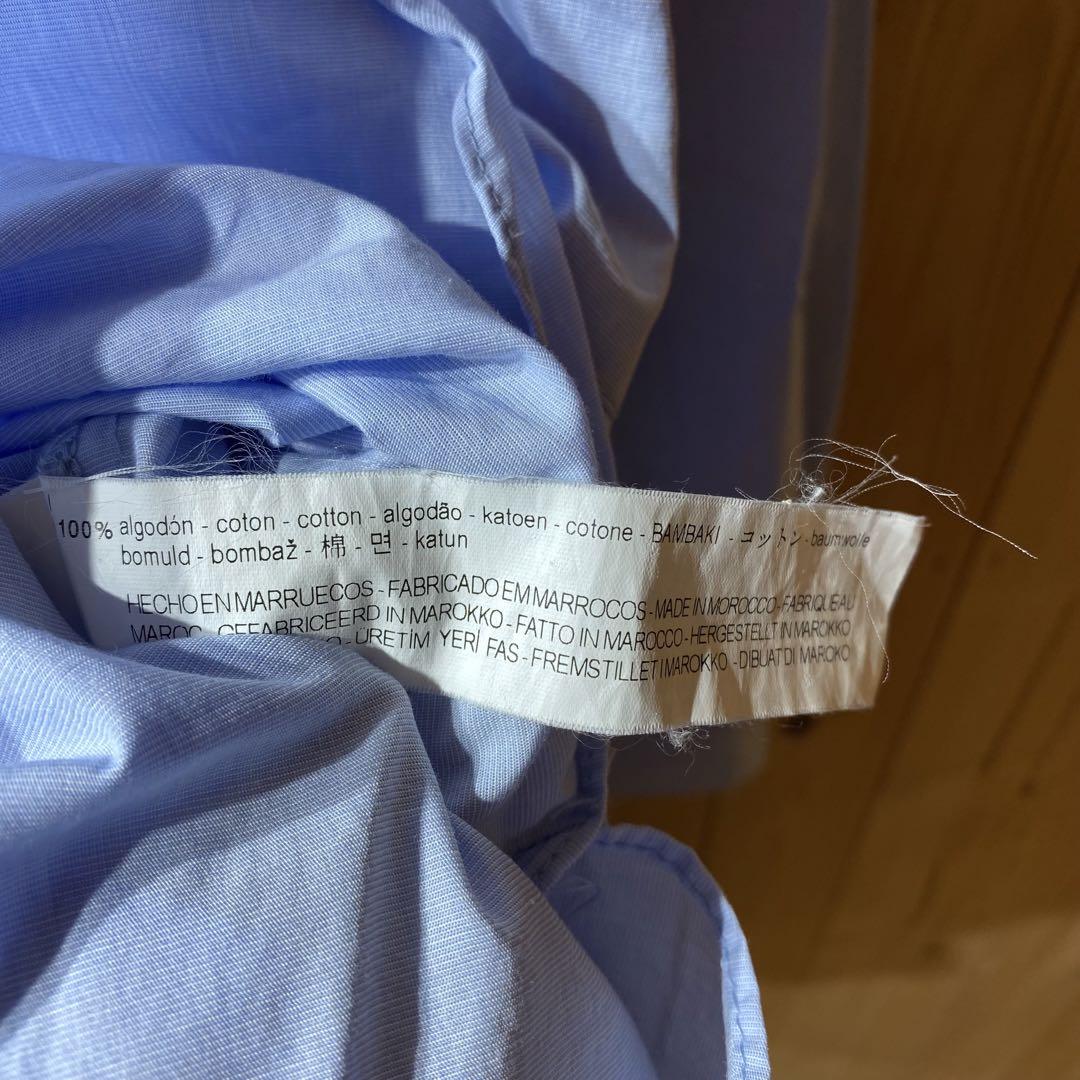 100% algodón - coton - cotton - algodão - katoen - cotone - BAMBAKI - コットン - baumwolle
bomuld - bombaž - 棉 - 면 - katun
HECHO EN MARRUECOS - FABRICADO EM MARROCOS - MADE IN MOROCCO - FABRIQUE AU
MAROC - GEFABRICEERD IN MAROKKO - FATTO IN MAROCCO - HERGESTELLT IN MAROKKO
- ÜRETİM YERİ FAS - FREMSTILLET I MAROKKO - DIBUAT DI MAROKO